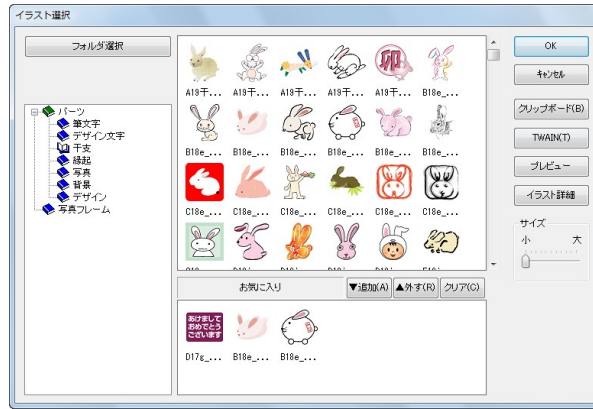 イラスト選択
フォルダ選択
パーツ
筆文字
デザイン文字
干支
縁起
写真
背景
デザイン
写真フレーム
A19干... A19干... A19干... A19干... A19干... B18e_...
卯
B18e_... B18e_... B18e_... B18e_... B18e_... B18e_...
C18e_... C18e_... C18e_... C18e_... C18e_... C18e_...
お気に入り ▼追加(A) ▲外す(R) クリア(C)
あけまして
おめでとう
ございます
D17g_... B18e_... B18e_...
OK
キャンセル
クリップボード(B)
TWAIN(T)
プレビュー
イラスト詳細
サイズ
小 大